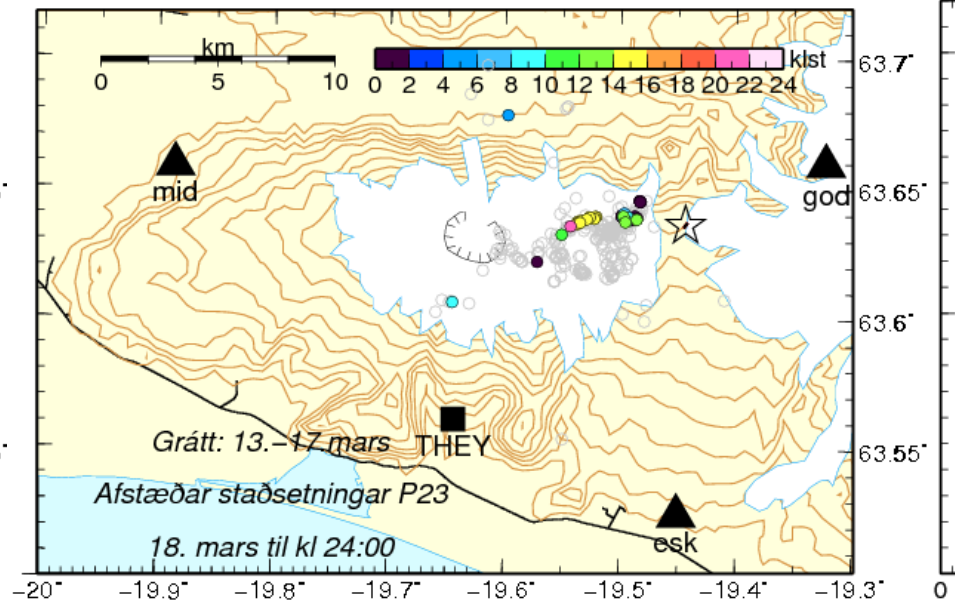 km
0 5 10
klst
0 2 4 6 8 10 12 14 16 18 20 22 24
63.7°
mid
god
63.65°
63.6°
63.55°
Grátt: 13.–17 mars
THEY
Afstæðar staðsetningar P23
18. mars til kl 24:00
esk
-20° -19.9° -19.8° -19.7° -19.6° -19.5° -19.4° -19.3°
0